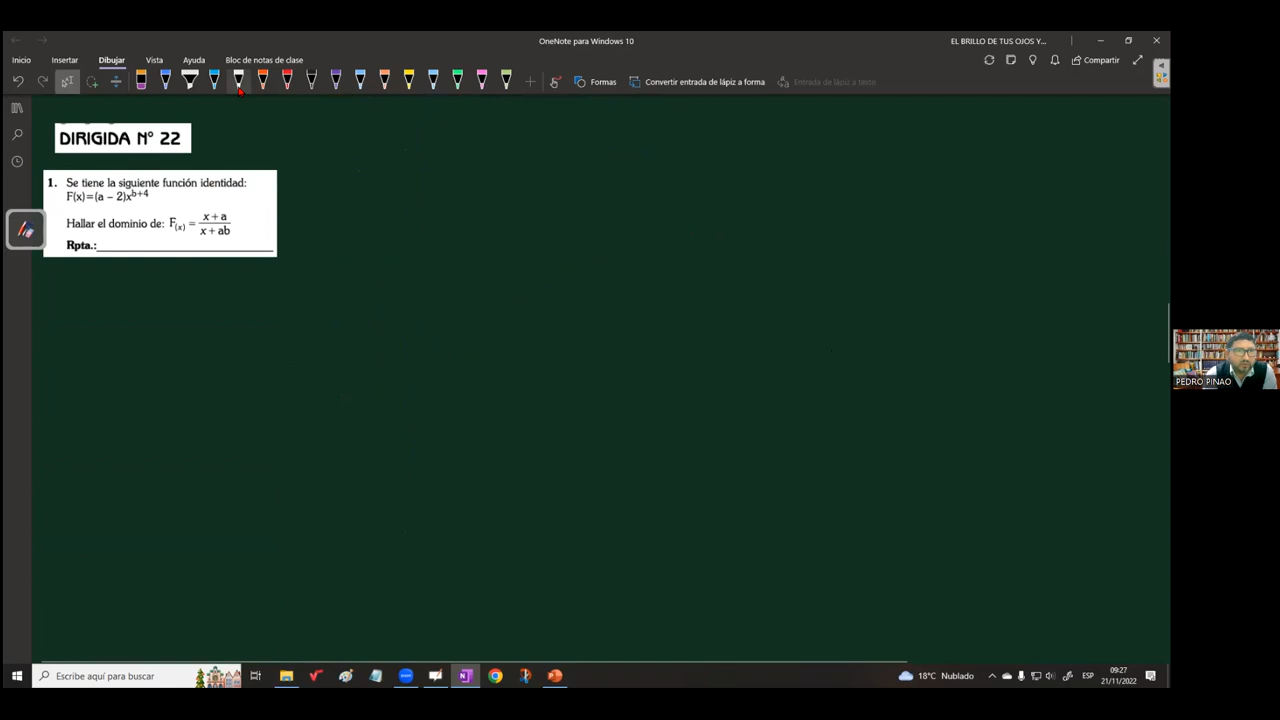 OneNote para Windows 10
EL BRILLO DE TUS OJOS Y...
Inicio
Insertar
Dibujar
Vista
Ayuda
Bloc de notas de clase
Compartir
Formas
Convertir entrada de lápiz a forma
Entrada de lápiz a texto
DIRIGIDA N° 22
1. Se tiene la siguiente función identidad:
F(x)=(a – 2)x^{b+4}
Hallar el dominio de: F_{(x)} = \frac{x + a}{x + ab}
Rpta.:
PEDRO PINAO
Escribe aquí para buscar
18°C Nublado
ESP
09:27
21/11/2022